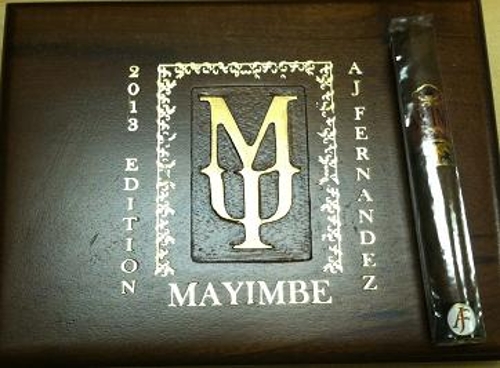 2013 EDITION
MY
AJ FERNANDEZ
MAYIMBE
AF